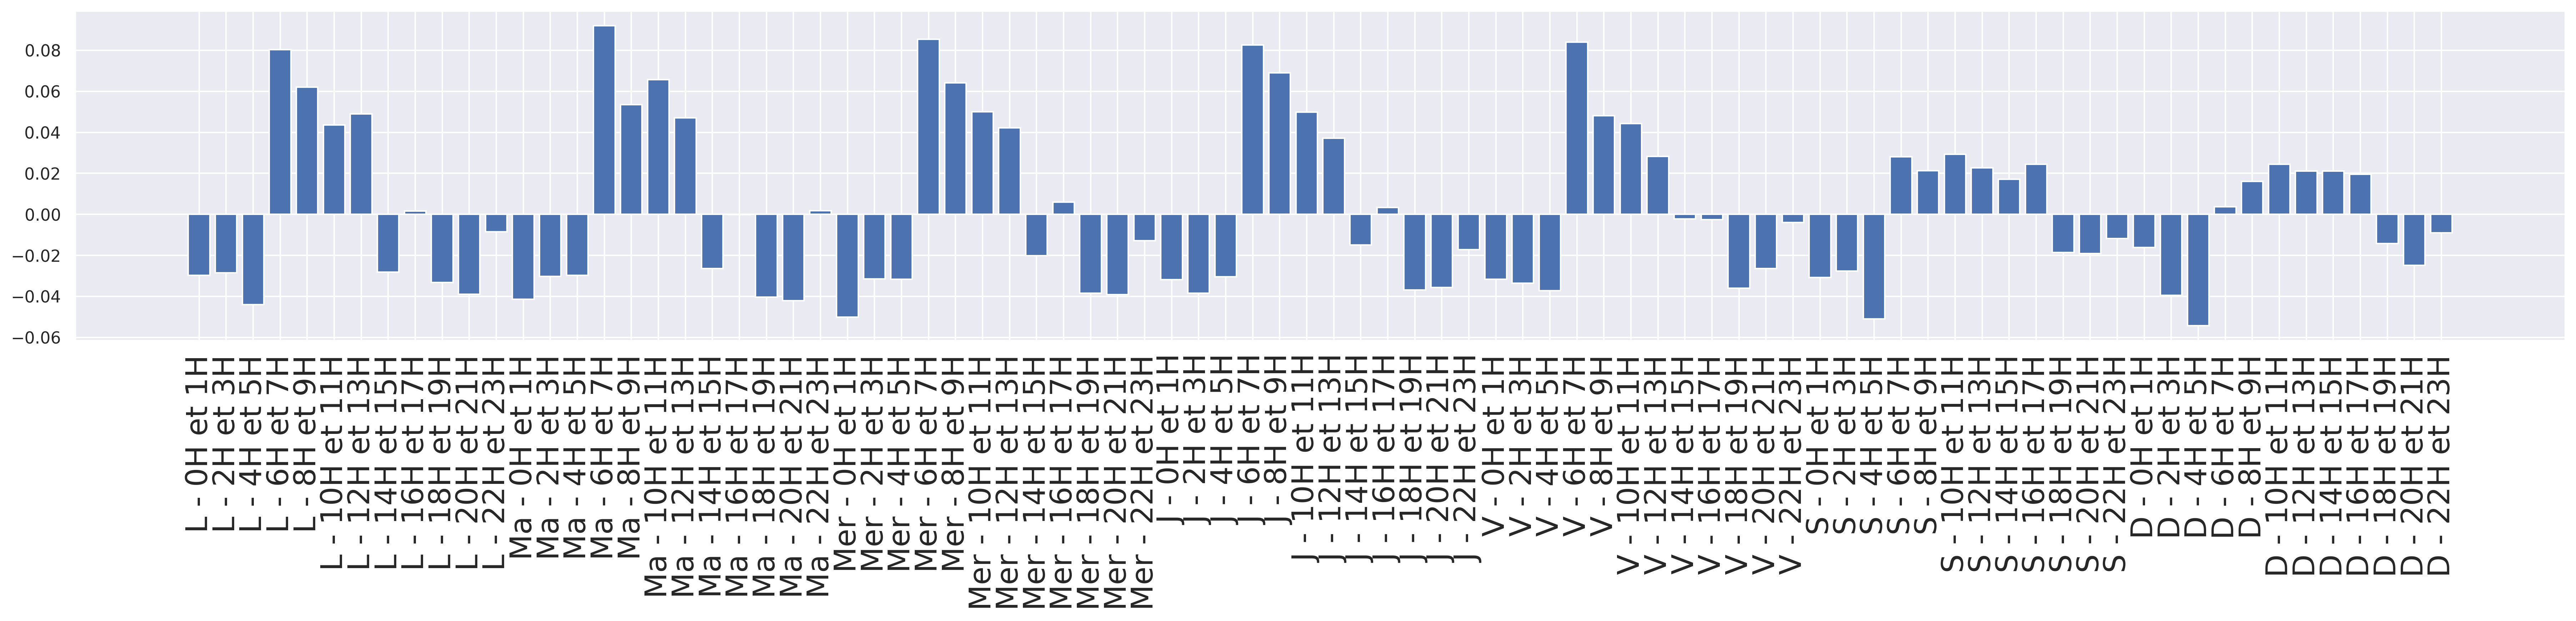 0.08
0.06
0.04
0.02
0.00
−0.02
−0.04
−0.06
L - 0H et 1H
L - 2H et 3H
L - 4H et 5H
L - 6H et 7H
L - 8H et 9H
L - 10H et 11H
L - 12H et 13H
L - 14H et 15H
L - 16H et 17H
L - 18H et 19H
L - 20H et 21H
L - 22H et 23H
Ma - 0H et 1H
Ma - 2H et 3H
Ma - 4H et 5H
Ma - 6H et 7H
Ma - 8H et 9H
Ma - 10H et 11H
Ma - 12H et 13H
Ma - 14H et 15H
Ma - 16H et 17H
Ma - 18H et 19H
Ma - 20H et 21H
Ma - 22H et 23H
Mer - 0H et 1H
Mer - 2H et 3H
Mer - 4H et 5H
Mer - 6H et 7H
Mer - 8H et 9H
Mer - 10H et 11H
Mer - 12H et 13H
Mer - 14H et 15H
Mer - 16H et 17H
Mer - 18H et 19H
Mer - 20H et 21H
Mer - 22H et 23H
J - 0H et 1H
J - 2H et 3H
J - 4H et 5H
J - 6H et 7H
J - 8H et 9H
J - 10H et 11H
J - 12H et 13H
J - 14H et 15H
J - 16H et 17H
J - 18H et 19H
J - 20H et 21H
J - 22H et 23H
V - 0H et 1H
V - 2H et 3H
V - 4H et 5H
V - 6H et 7H
V - 8H et 9H
V - 10H et 11H
V - 12H et 13H
V - 14H et 15H
V - 16H et 17H
V - 18H et 19H
V - 20H et 21H
V - 22H et 23H
S - 0H et 1H
S - 2H et 3H
S - 4H et 5H
S - 6H et 7H
S - 8H et 9H
S - 10H et 11H
S - 12H et 13H
S - 14H et 15H
S - 16H et 17H
S - 18H et 19H
S - 20H et 21H
S - 22H et 23H
D - 0H et 1H
D - 2H et 3H
D - 4H et 5H
D - 6H et 7H
D - 8H et 9H
D - 10H et 11H
D - 12H et 13H
D - 14H et 15H
D - 16H et 17H
D - 18H et 19H
D - 20H et 21H
D - 22H et 23H